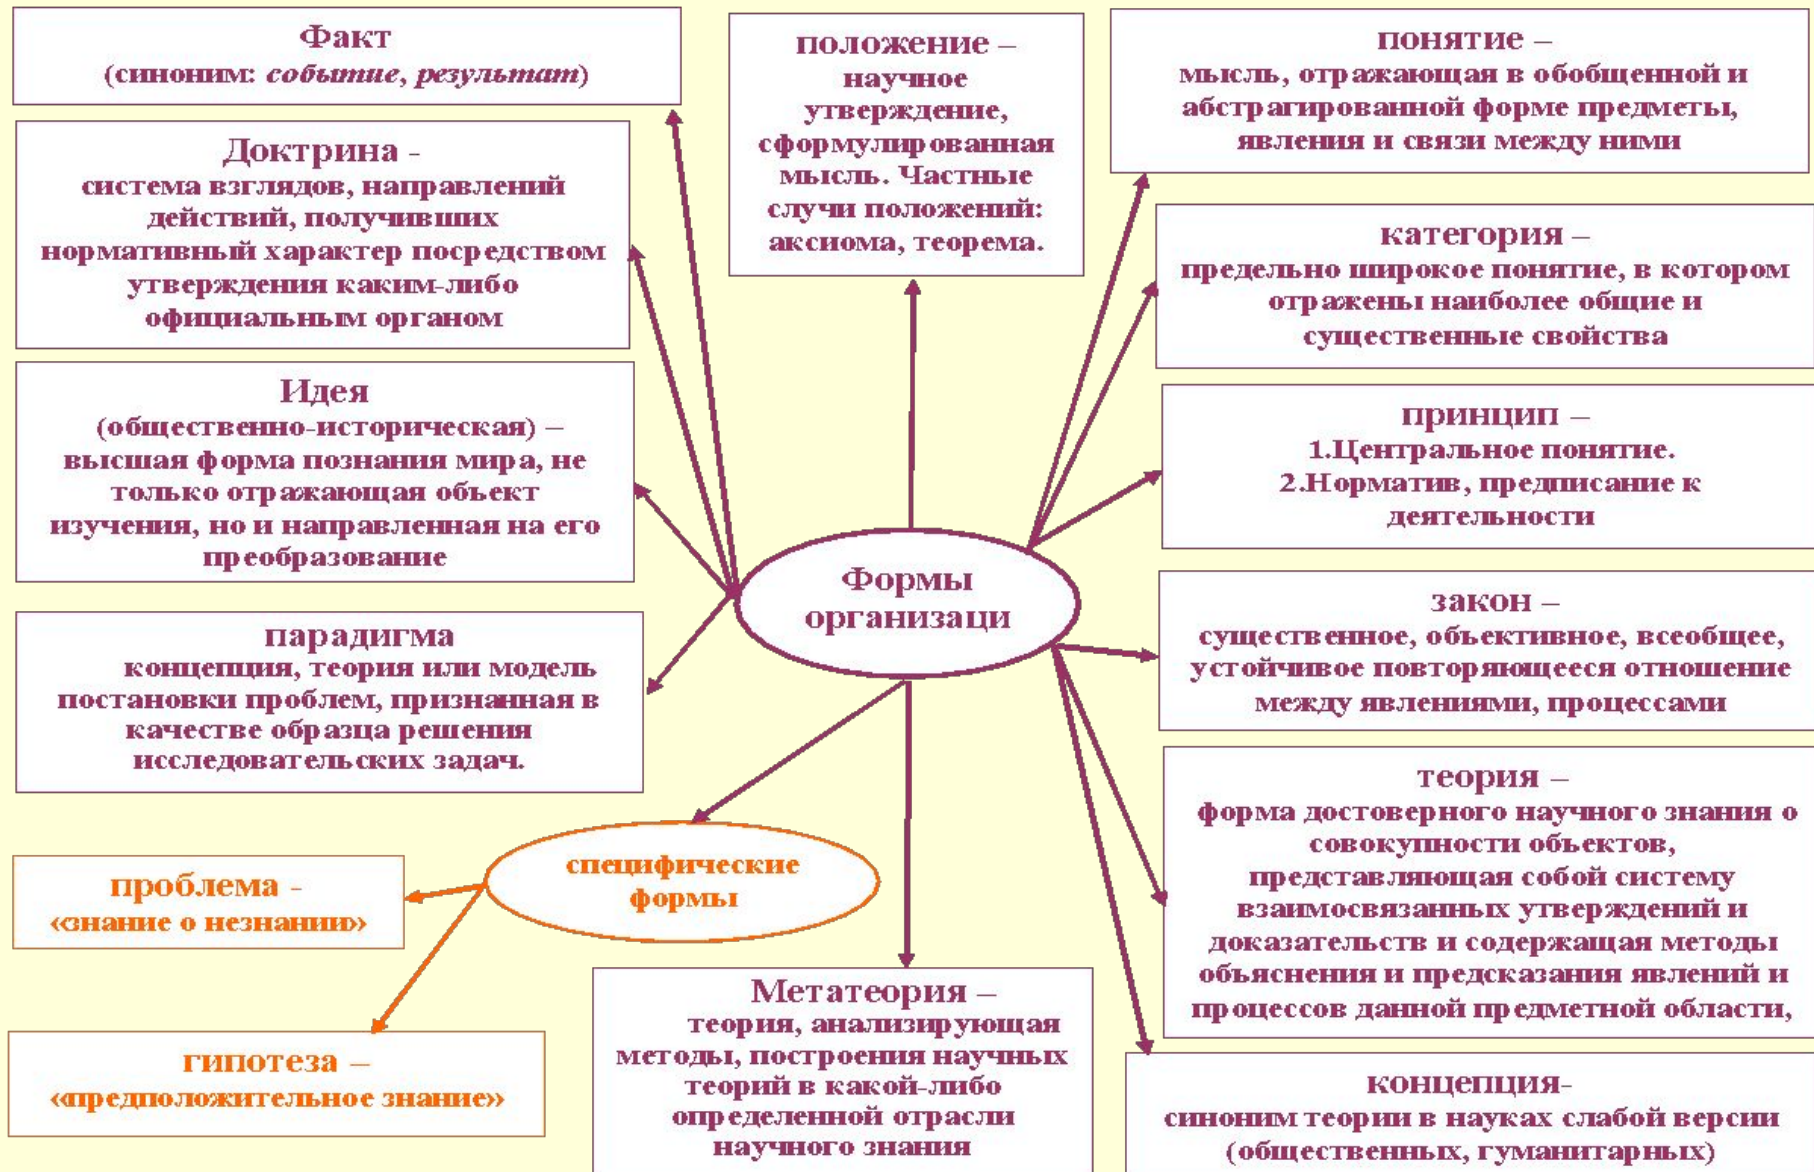 Факт
(синоним: событие, результат)
Доктрина -
система взглядов, направлений
действий, получивших
нормативный характер посредством
утверждения каким-либо
официальным органом
Идея
(общественно-историческая) –
высшая форма познания мира, не
только отражающая объект
изучения, но и направленная на его
преобразование
парадигма
концепция, теория или модель
постановки проблем, признанная в
качестве образца решения
исследовательских задач.
проблема -
«знание о незнании»
гипотеза –
«предположительное знание»
положение –
научное
утверждение,
сформулированная
мысль. Частные
случи положений:
аксиома, теорема.
Формы
организаци
специфические
формы
Метатеория –
теория, анализирующая
методы, построения научных
теорий в какой-либо
определенной отрасли
научного знания
понятие –
мысль, отражающая в обобщенной и
абстрагированной форме предметы,
явления и связи между ними
категория –
предельно широкое понятие, в котором
отражены наиболее общие и
существенные свойства
принцип –
1.Центральное понятие.
2.Норматив, предписание к
деятельности
закон –
существенное, объективное, всеобщее,
устойчивое повторяющееся отношение
между явлениями, процессами
теория –
форма достоверного научного знания о
совокупности объектов,
представляющая собой систему
взаимосвязанных утверждений и
доказательств и содержащая методы
объяснения и предсказания явлений и
процессов данной предметной области,
концепция-
синоним теории в науках слабой версии
(общественных, гуманитарных)